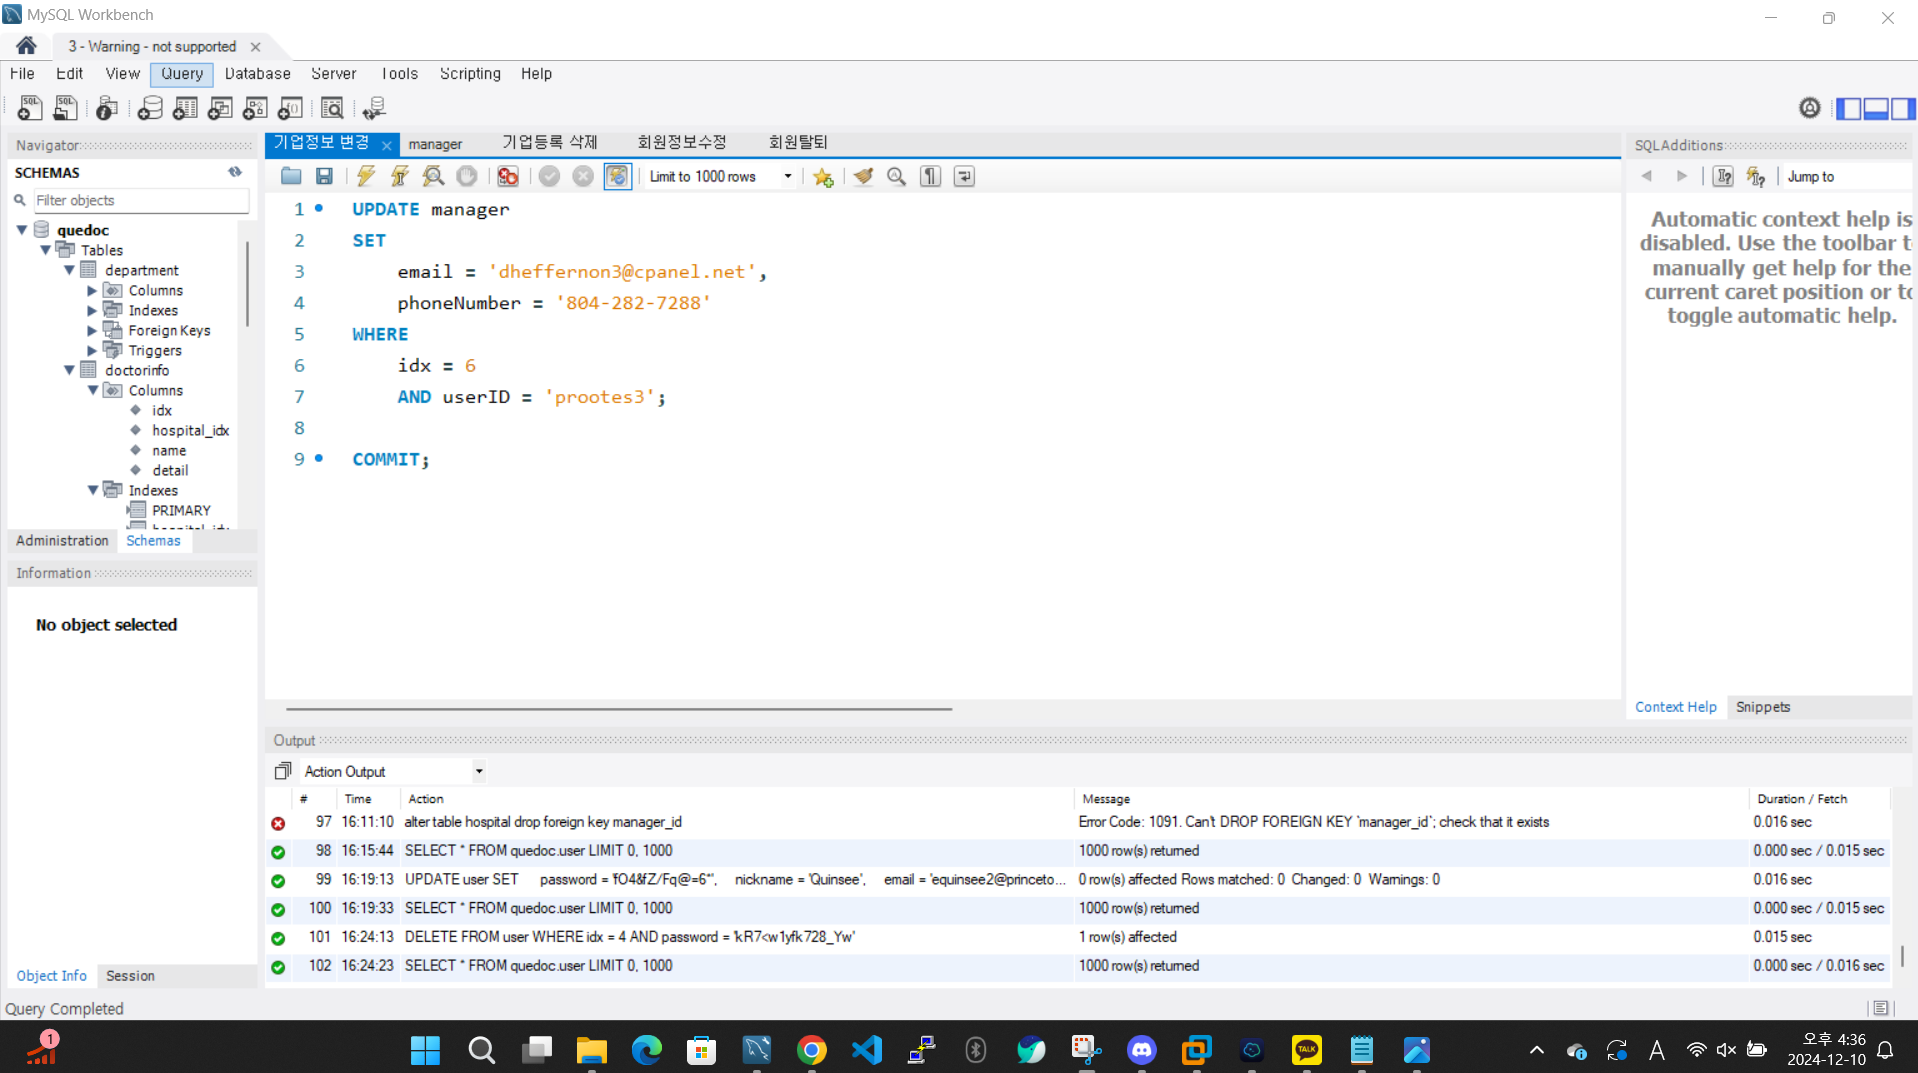 MySQL Workbench
3 - Warning - not supported
File Edit View Query Database Server Tools Scripting Help
Navigator
SCHEMAS
Filter objects
quedoc
Tables
department
Columns
Indexes
Foreign Keys
Triggers
doctorinfo
Columns
idx
hospital_idx
name
detail
Indexes
PRIMARY
hospital_idx
Administration Schemas
Information
No object selected
Object Info Session
Query Completed
기업정보 변경 manager 기업등록 삭제 회원정보수정 회원탈퇴
Limit to 1000 rows
1 UPDATE manager
2 SET
3 email = 'dheffernon3@cpanel.net',
4 phoneNumber = '804-282-7288'
5 WHERE
6 idx = 6
7 AND userID = 'prootes3';
8
9 COMMIT;
SQLAdditions
Jump to
Automatic context help is
disabled. Use the toolbar t
manually get help for the
current caret position or to
toggle automatic help.
Context Help Snippets
Output
Action Output
# Time Action Message Duration / Fetch
97 16:11:10 alter table hospital drop foreign key manager_id Error Code: 1091. Can't DROP FOREIGN KEY `manager_id`; check that it exists 0.016 sec
98 16:15:44 SELECT * FROM quedoc.user LIMIT 0, 1000 1000 row(s) returned 0.000 sec / 0.015 sec
99 16:19:13 UPDATE user SET password = 'fO4&fZ/Fq@=6"', nickname = 'Quinsee', email = 'equinsee2@princeto... 0 row(s) affected Rows matched: 0 Changed: 0 Warnings: 0 0.016 sec
100 16:19:33 SELECT * FROM quedoc.user LIMIT 0, 1000 1000 row(s) returned 0.000 sec / 0.015 sec
101 16:24:13 DELETE FROM user WHERE idx = 4 AND password = 'kR7<w1yfk728_Yw' 1 row(s) affected 0.015 sec
102 16:24:23 SELECT * FROM quedoc.user LIMIT 0, 1000 1000 row(s) returned 0.000 sec / 0.016 sec
1
TALK
A
오후 4:36
2024-12-10